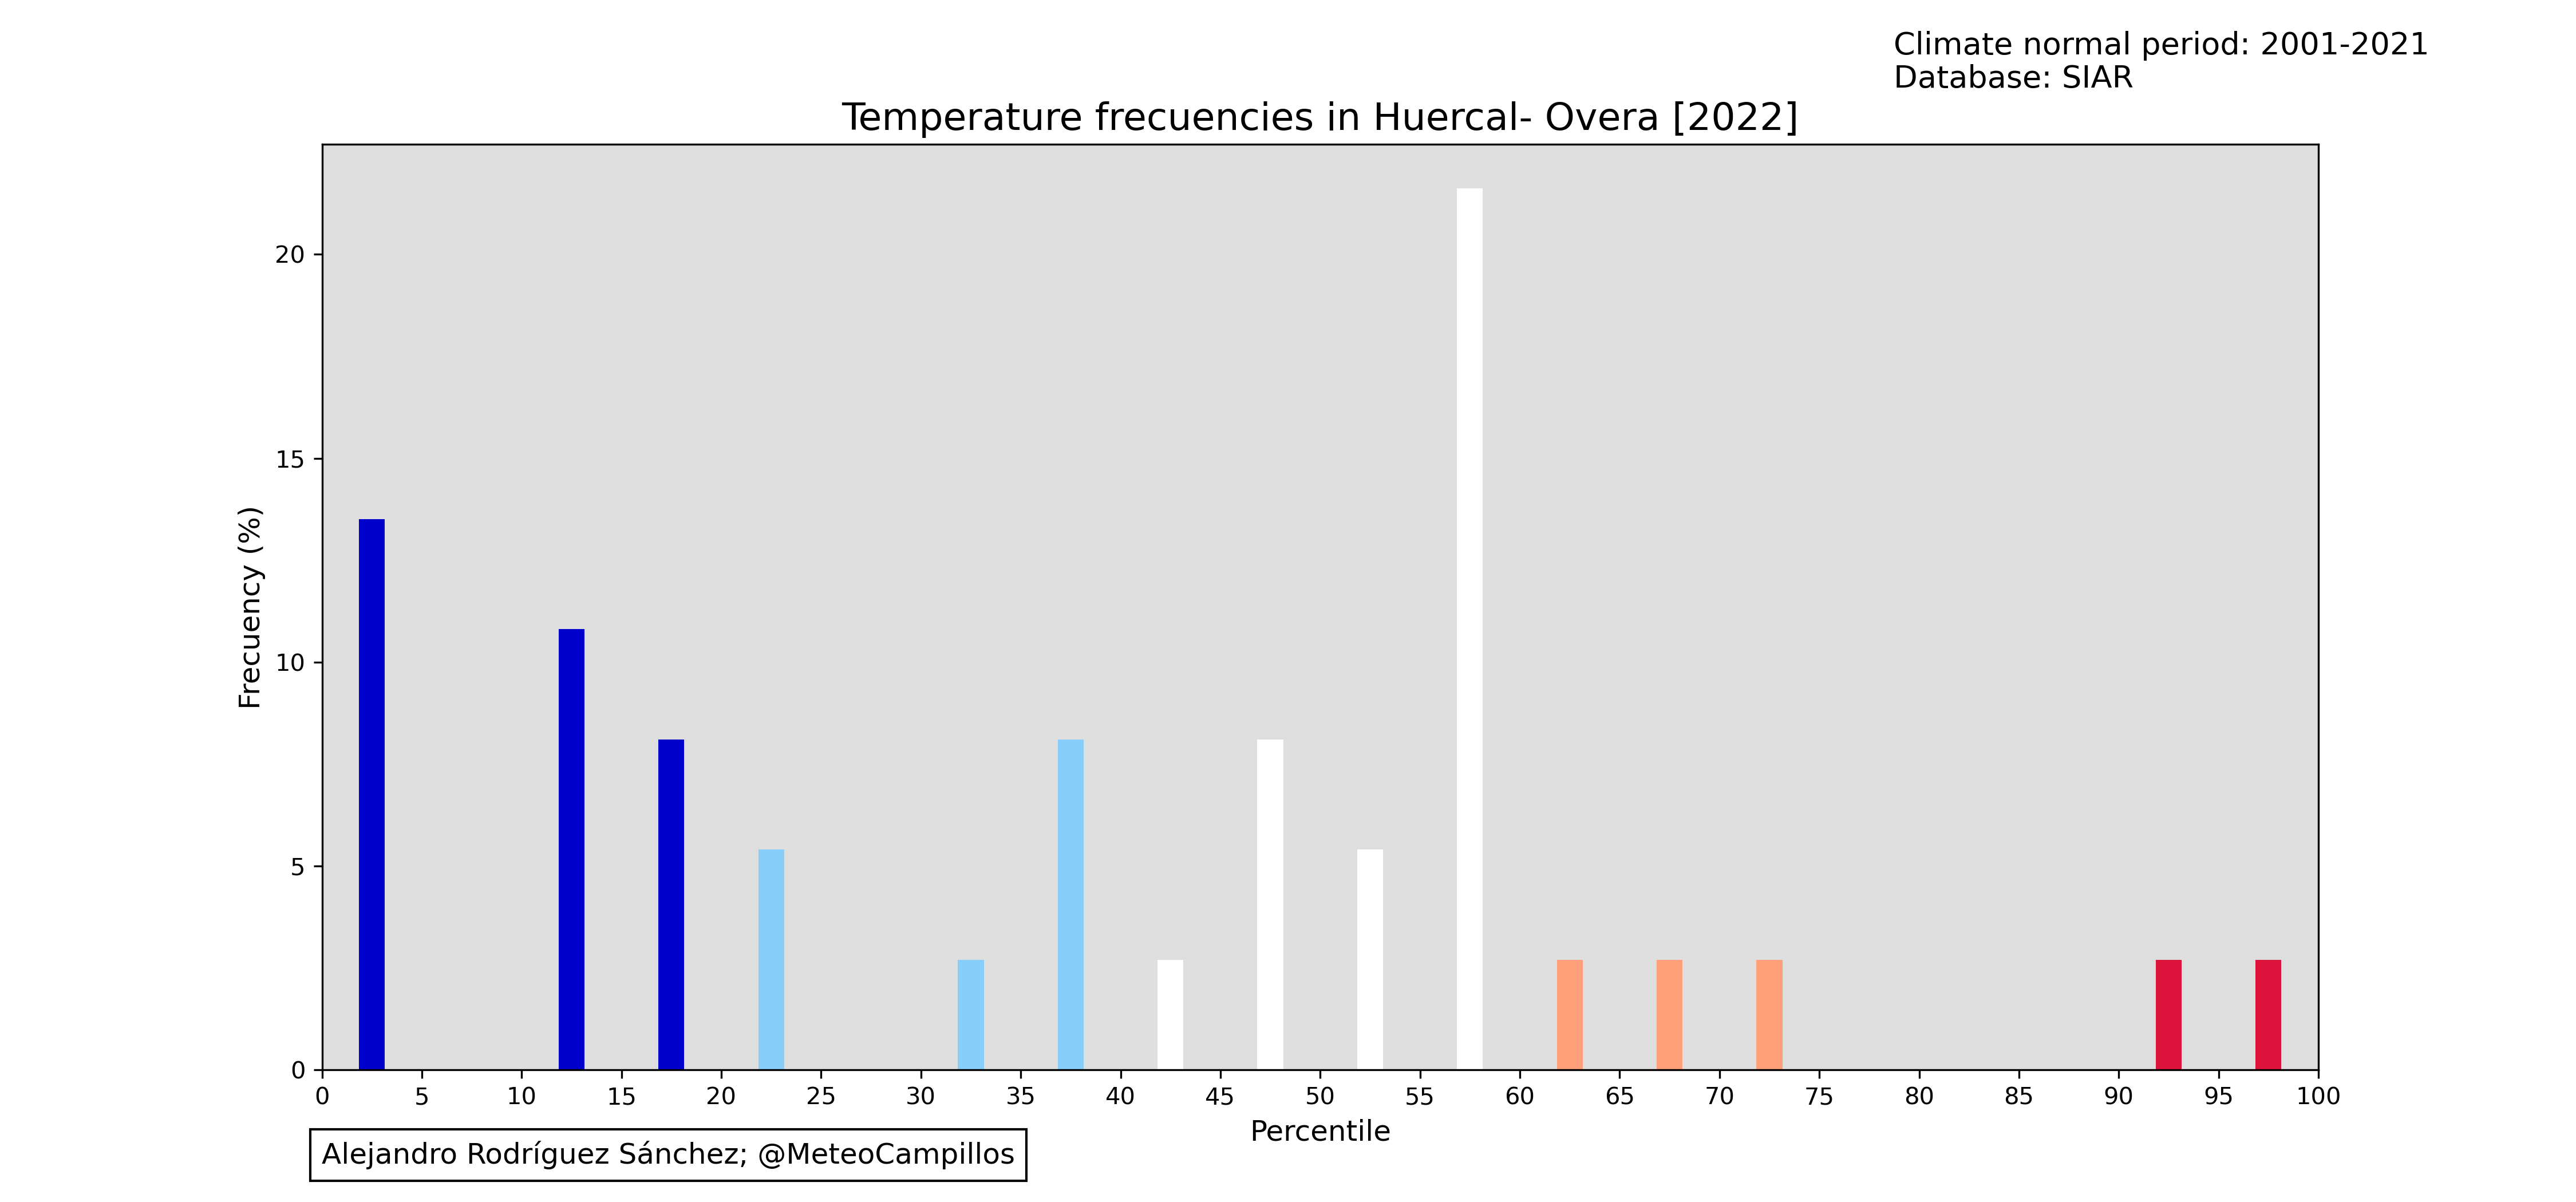 Climate normal period: 2001-2021
Database: SIAR
Temperature frecuencies in Huercal- Overa [2022]
Frecuency (%)
20
15
10
5
0
0 5 10 15 20 25 30 35 40 45 50 55 60 65 70 75 80 85 90 95 100
Percentile
Alejandro Rodríguez Sánchez; @MeteoCampillos